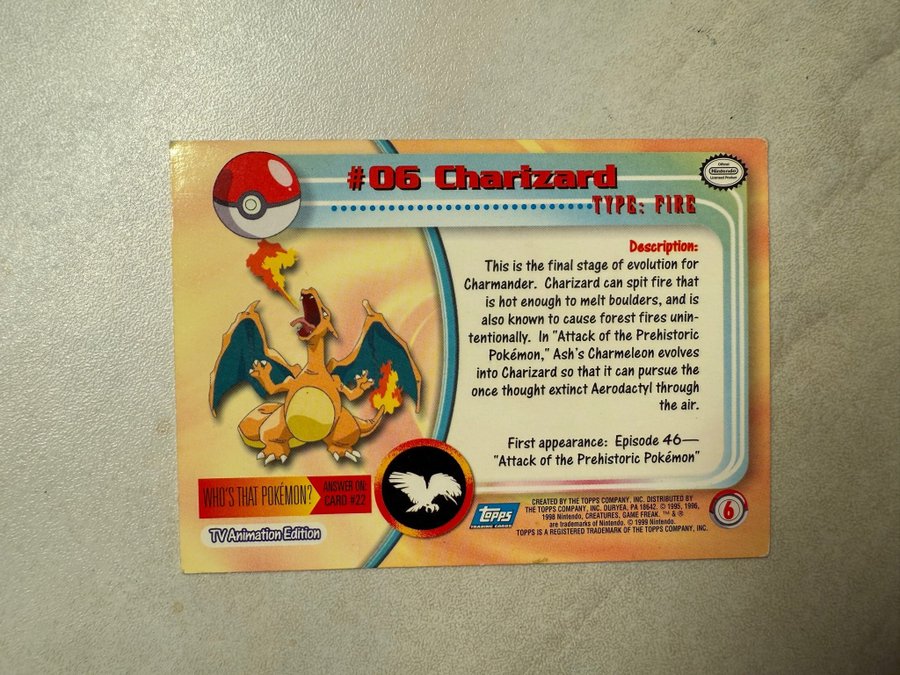 #06 Charizard
Official
Nintendo
Licensed Product
TYPE: FIRE
Description:
This is the final stage of evolution for
Charmander. Charizard can spit fire that
is hot enough to melt boulders, and is
also known to cause forest fires unin-
tentionally. In "Attack of the Prehistoric
Pokémon," Ash's Charmeleon evolves
into Charizard so that it can pursue the
once thought extinct Aerodactyl through
the air.
First appearance: Episode 46—
"Attack of the Prehistoric Pokémon"
WHO'S THAT POKÉMON?
ANSWER ON
CARD #22
TV Animation Edition
TOPPS
TRADING CARDS
CREATED BY THE TOPPS COMPANY, INC. DISTRIBUTED BY
THE TOPPS COMPANY, INC. DURYEA, PA 18642. © 1995, 1996,
1998 Nintendo, CREATURES, GAME FREAK. ™ & ®
are trademarks of Nintendo. © 1999 Nintendo.
TOPPS IS A REGISTERED TRADEMARK OF THE TOPPS COMPANY, INC.
6